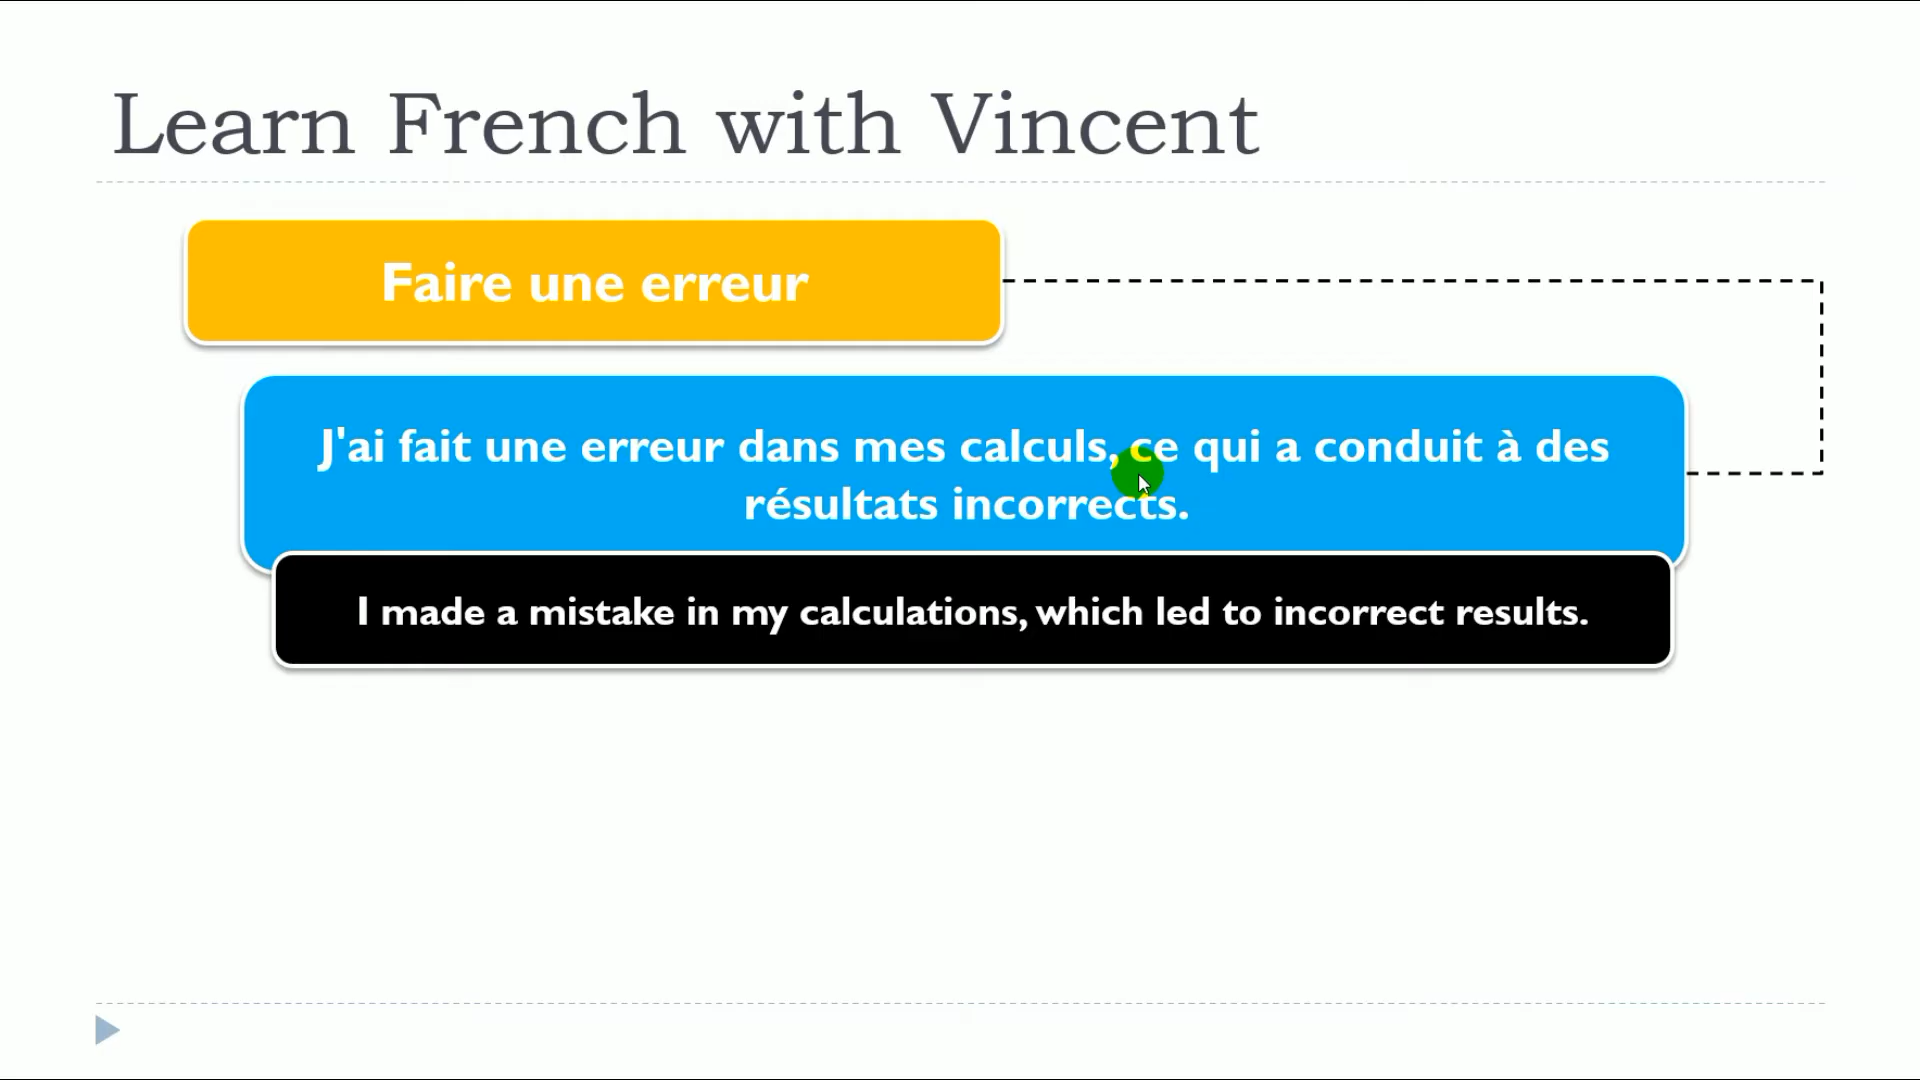 Learn French with Vincent
Faire une erreur
J'ai fait une erreur dans mes calculs, ce qui a conduit à des
résultats incorrects.
I made a mistake in my calculations, which led to incorrect results.